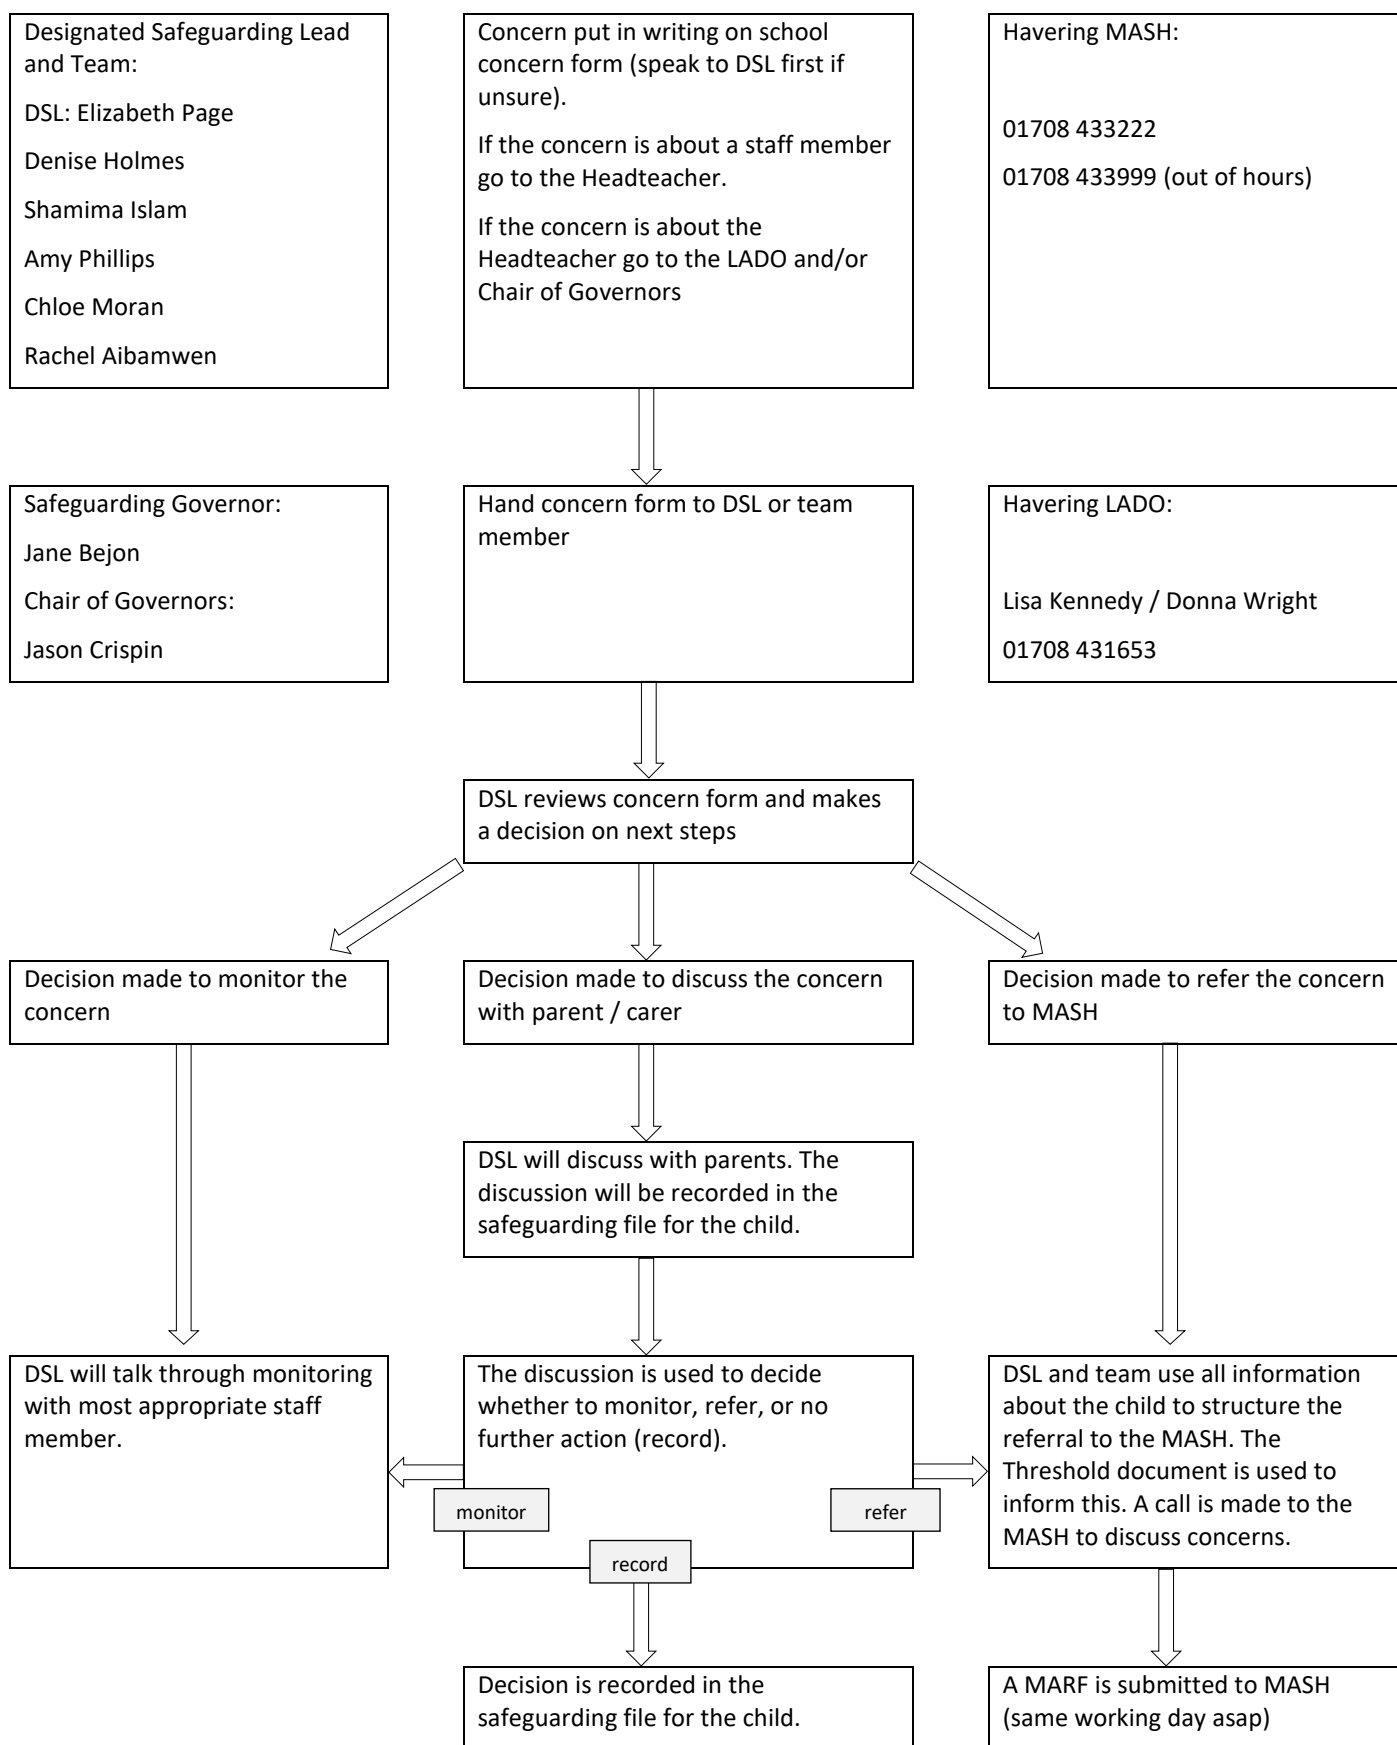 Designated Safeguarding Lead
and Team:
DSL: Elizabeth Page
Denise Holmes
Shamima Islam
Amy Phillips
Chloe Moran
Rachel Aibamwen
Concern put in writing on school
concern form (speak to DSL first if
unsure).
If the concern is about a staff member
go to the Headteacher.
If the concern is about the
Headteacher go to the LADO and/or
Chair of Governors
Havering MASH:
01708 433222
01708 433999 (out of hours)
Safeguarding Governor:
Jane Bejon
Chair of Governors:
Jason Crispin
Hand concern form to DSL or team
member
Havering LADO:
Lisa Kennedy / Donna Wright
01708 431653
DSL reviews concern form and makes
a decision on next steps
Decision made to monitor the
concern
Decision made to discuss the concern
with parent / carer
Decision made to refer the concern
to MASH
DSL will discuss with parents. The
discussion will be recorded in the
safeguarding file for the child.
DSL will talk through monitoring
with most appropriate staff
member.
The discussion is used to decide
whether to monitor, refer, or no
further action (record).
monitor
refer
record
DSL and team use all information
about the child to structure the
referral to the MASH. The
Threshold document is used to
inform this. A call is made to the
MASH to discuss concerns.
Decision is recorded in the
safeguarding file for the child.
A MARF is submitted to MASH
(same working day asap)